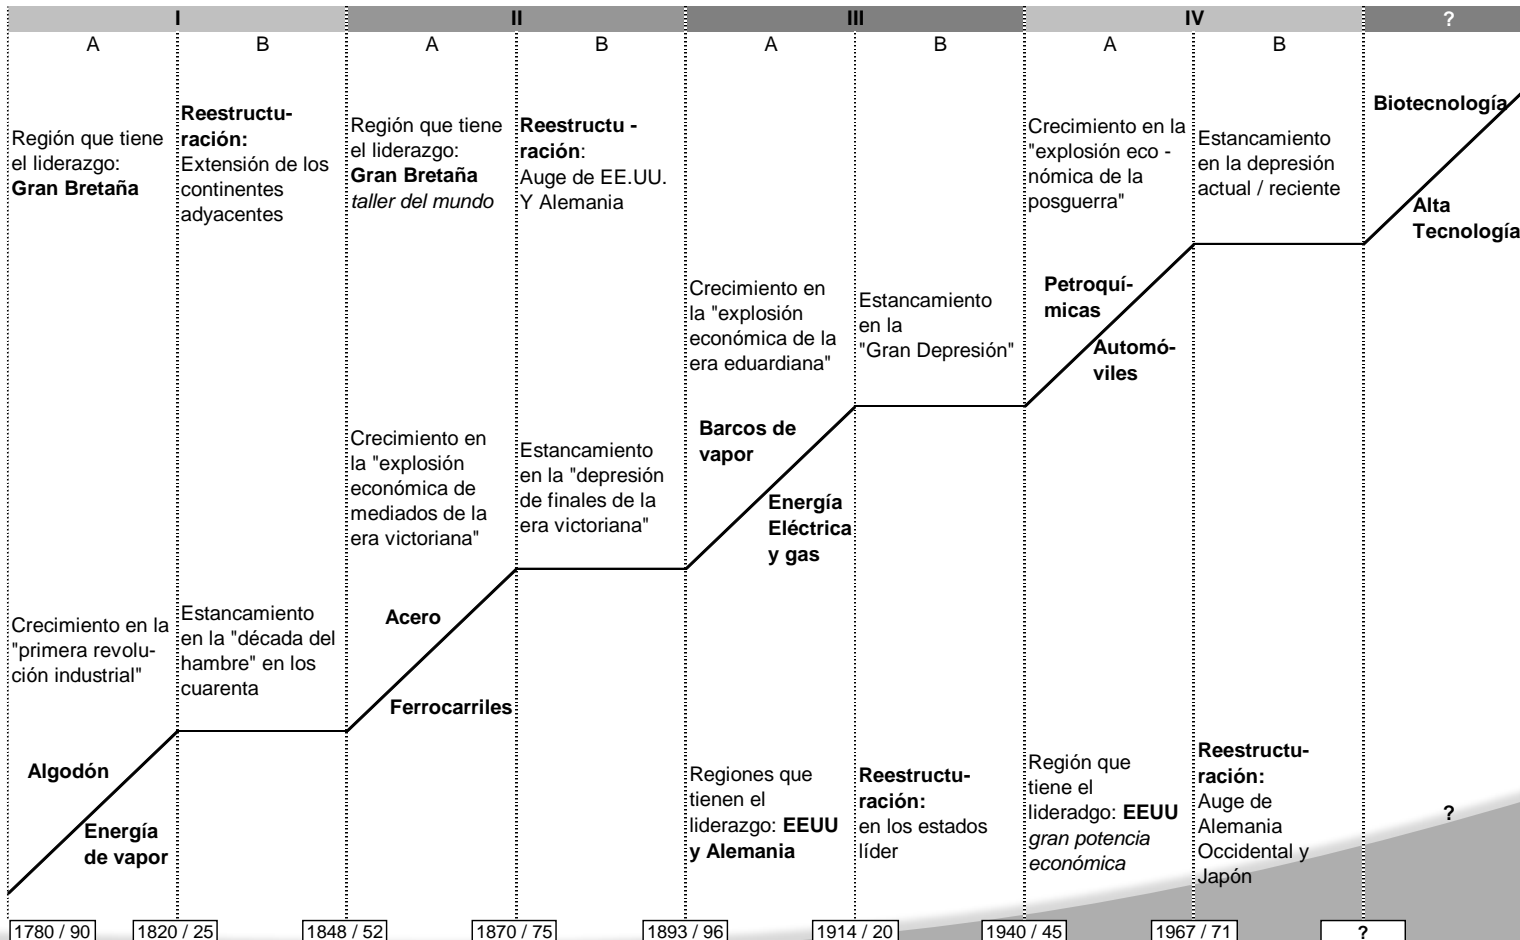 I
II
III
IV
?
A
B
A
B
A
B
A
B
Región que tiene
el liderazgo:
Gran Bretaña
Reestructu-
ración:
Extensión de los
continentes
adyacentes
Región que tiene
el liderazgo:
Gran Bretaña
taller del mundo
Reestructu -
ración:
Auge de EE.UU.
Y Alemania
Crecimiento en la
"explosión eco -
nómica de la
posguerra"
Estancamiento
en la depresión
actual / reciente
Biotecnología
Alta
Tecnología
Crecimiento en
la "explosión
económica de la
era eduardiana"
Estancamiento
en la
"Gran Depresión"
Petroquí-
micas
Automó-
viles
Crecimiento en
la "explosión
económica de
mediados de la
era victoriana"
Estancamiento
en la "depresión
de finales de la
era victoriana"
Barcos de
vapor
Energía
Eléctrica
y gas
Crecimiento en la
"primera revolu-
ción industrial"
Estancamiento
en la "década del
hambre" en los
cuarenta
Acero
Ferrocarriles
Algodón
Energía
de vapor
Regiones que
tienen el
liderazgo: EEUU
y Alemania
Reestructu-
ración:
en los estados
líder
Región que
tiene el
lideradgo: EEUU
gran potencia
económica
Reestructu-
ración:
Auge de
Alemania
Occidental y
Japón
?
1780 / 90
1820 / 25
1848 / 52
1870 / 75
1893 / 96
1914 / 20
1940 / 45
1967 / 71
?